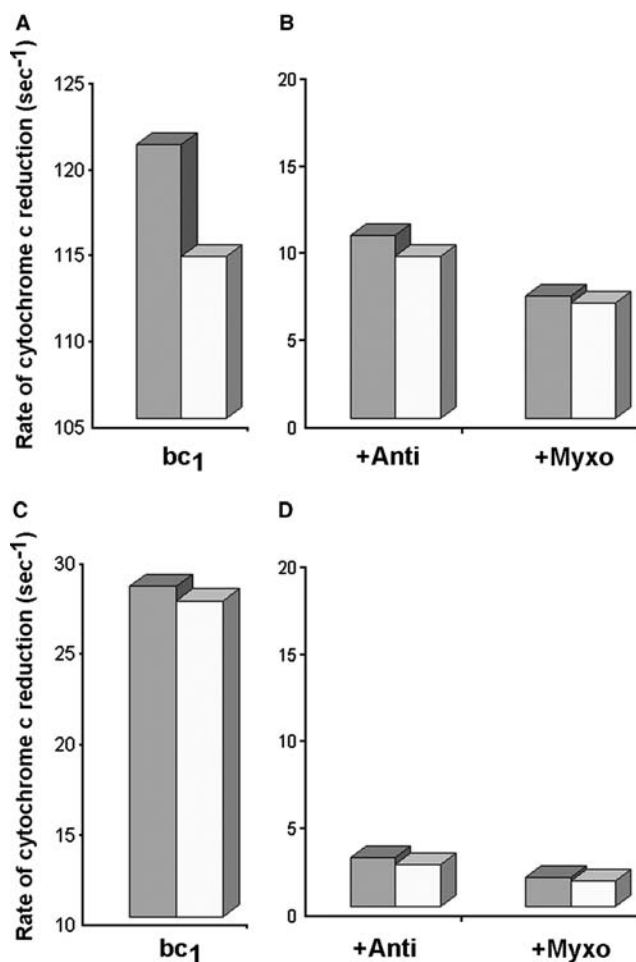 A
B
Rate of cytochrome c reduction (sec⁻¹)
125
120
115
110
105
20
15
10
5
0
bc₁
+Anti
+Myxo
C
D
Rate of cytochrome c reduction (sec⁻¹)
30
25
20
15
10
20
15
10
5
0
bc₁
+Anti
+Myxo